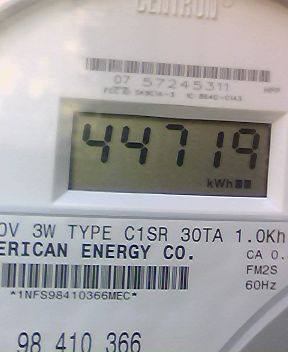 CENTRON
07 57245311
44719
kWh
0V 3W TYPE C1SR 30TA 1.0Kh
ERICAN ENERGY CO.
CA 0.
FM2S
60Hz
*1NFS98410366MEC*
98 410 366